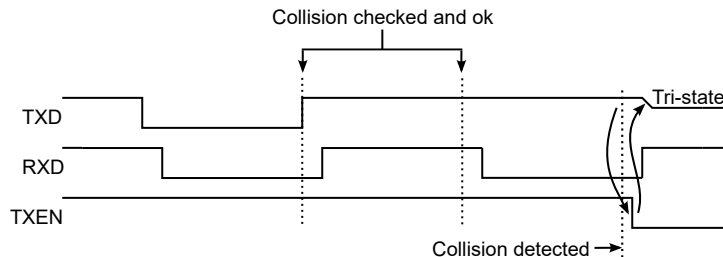 Collision checked and ok
TXD
Tri-state
RXD
TXEN
Collision detected